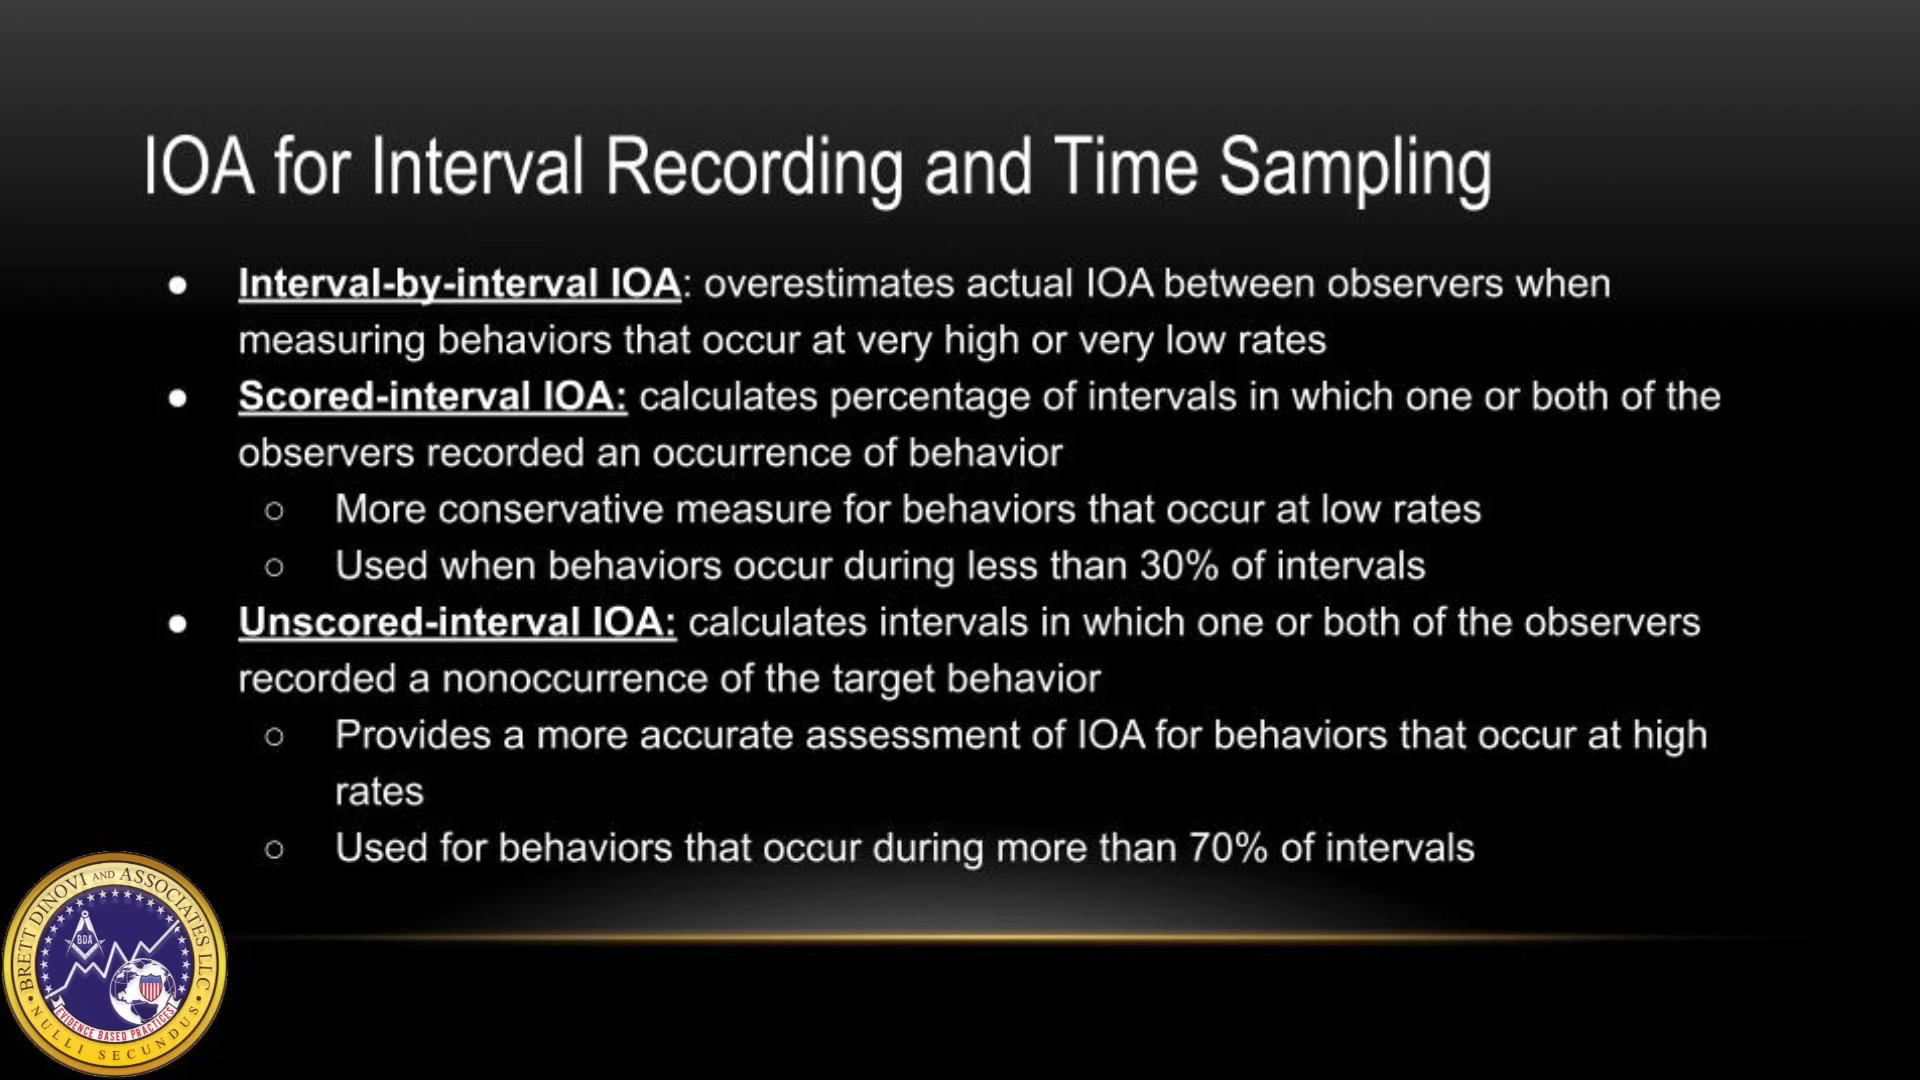 IOA for Interval Recording and Time Sampling
● Interval-by-interval IOA: overestimates actual IOA between observers when
measuring behaviors that occur at very high or very low rates
● Scored-interval IOA: calculates percentage of intervals in which one or both of the
observers recorded an occurrence of behavior
○ More conservative measure for behaviors that occur at low rates
○ Used when behaviors occur during less than 30% of intervals
● Unscored-interval IOA: calculates intervals in which one or both of the observers
recorded a nonoccurrence of the target behavior
○ Provides a more accurate assessment of IOA for behaviors that occur at high
rates
○ Used for behaviors that occur during more than 70% of intervals
BRETT DINOVI AND ASSOCIATES LLC
BDA
EVIDENCE BASED PRACTICES
NULLI SECUNDUS